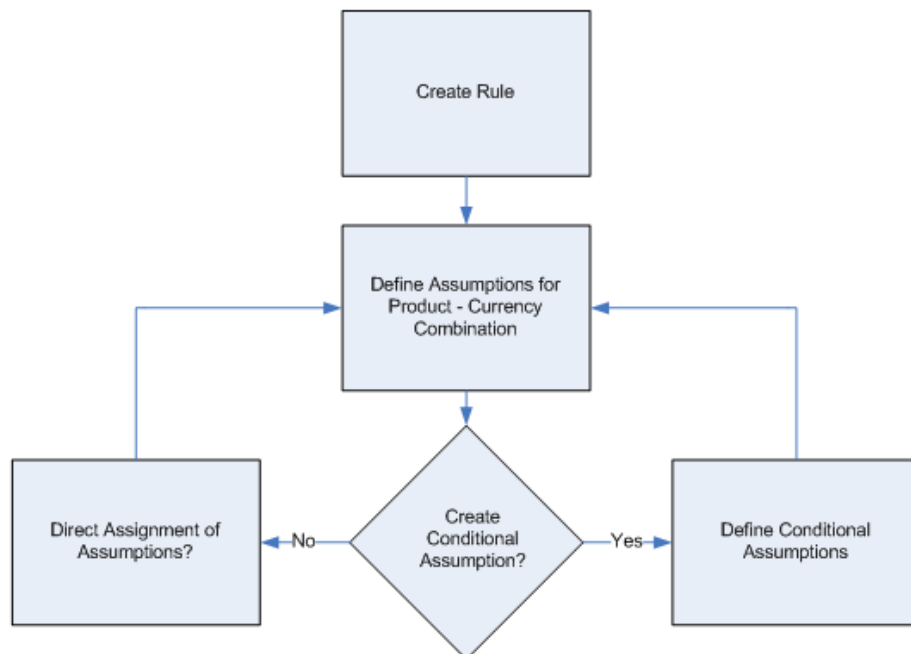 Create Rule
Define Assumptions for
Product - Currency
Combination
Direct Assignment of
Assumptions?
No
Create
Conditional
Assumption?
Yes
Define Conditional
Assumptions